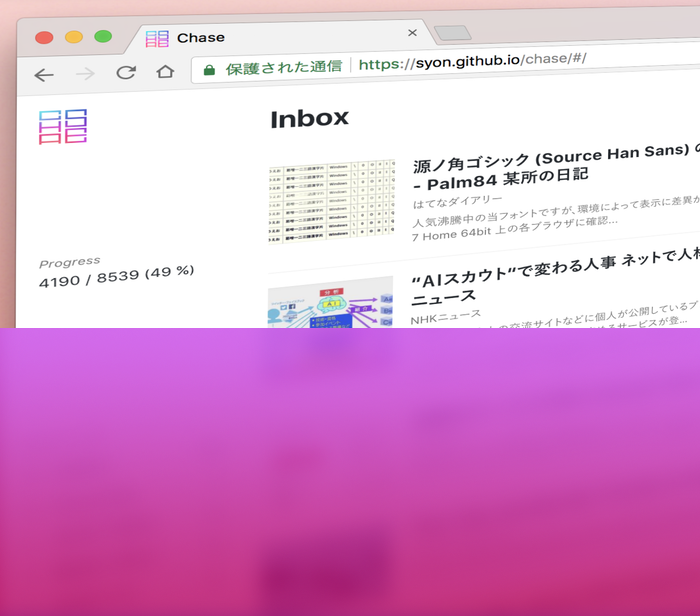 Chase
保護された通信 https://syon.github.io/chase/#/
Inbox
源ノ角ゴシック (Source Han Sans) の
- Palm84 某所の日記
はてなダイアリー
人気沸騰中の当フォントですが、環境によって表示に差異が
7 Home 64bit 上の各ブラウザに確認...
Progress
4190 / 8539 (49 %)
"AIスカウト"で変わる人事 ネットで人材
ニュース
NHKニュース
の交流サイトなどに個人が公開しているプ
るサービスが登...
分析
AI